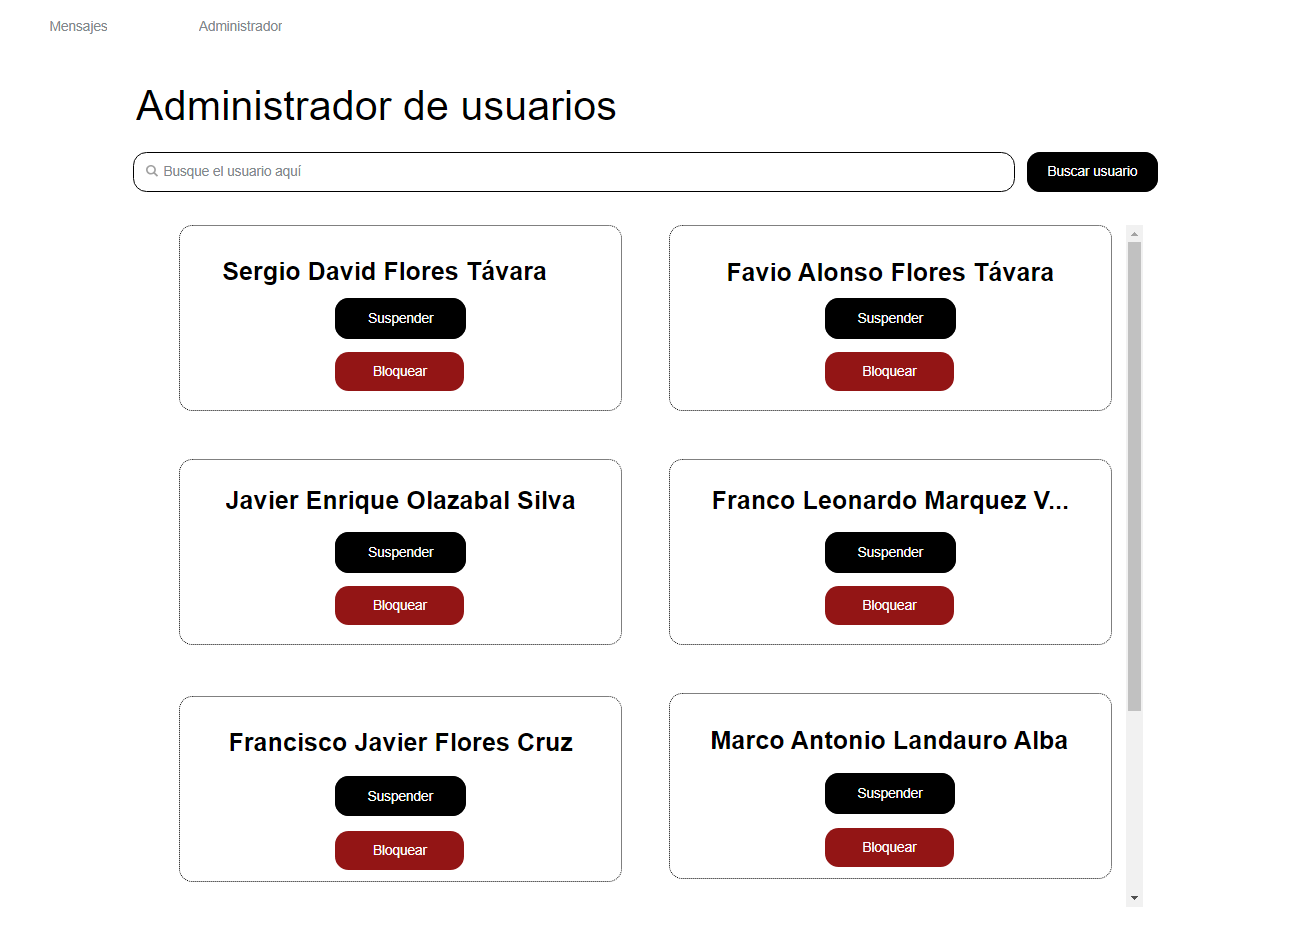 Mensajes
Administrador
Administrador de usuarios
Busque el usuario aquí
Buscar usuario
Sergio David Flores Távara
Suspender
Bloquear
Favio Alonso Flores Távara
Suspender
Bloquear
Javier Enrique Olazabal Silva
Suspender
Bloquear
Franco Leonardo Marquez V...
Suspender
Bloquear
Francisco Javier Flores Cruz
Suspender
Bloquear
Marco Antonio Landauro Alba
Suspender
Bloquear